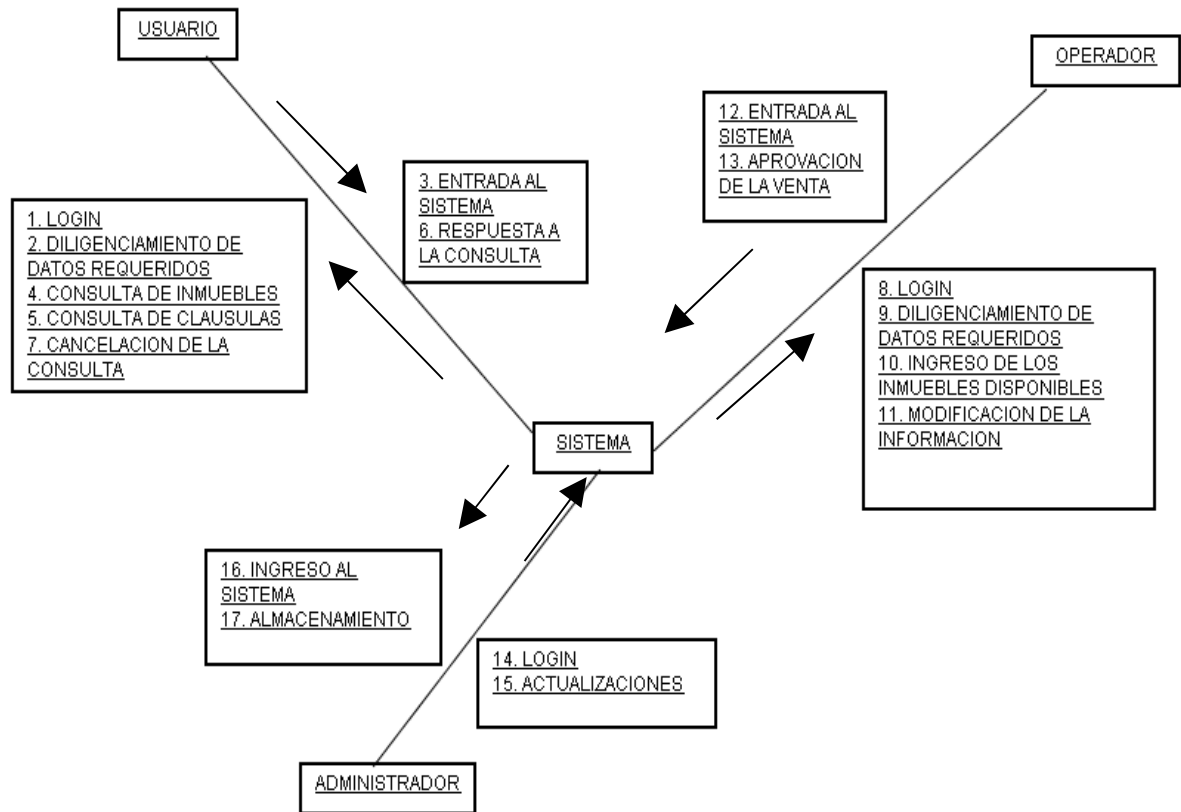 USUARIO
OPERADOR
12. ENTRADA AL
SISTEMA
13. APROVACION
DE LA VENTA
3. ENTRADA AL
SISTEMA
6. RESPUESTA A
LA CONSULTA
1. LOGIN
2. DILIGENCIAMIENTO DE
DATOS REQUERIDOS
4. CONSULTA DE INMUEBLES
5. CONSULTA DE CLAUSULAS
7. CANCELACION DE LA
CONSULTA
8. LOGIN
9. DILIGENCIAMIENTO DE
DATOS REQUERIDOS
10. INGRESO DE LOS
INMUEBLES DISPONIBLES
11. MODIFICACION DE LA
INFORMACION
SISTEMA
16. INGRESO AL
SISTEMA
17. ALMACENAMIENTO
14. LOGIN
15. ACTUALIZACIONES
ADMINISTRADOR